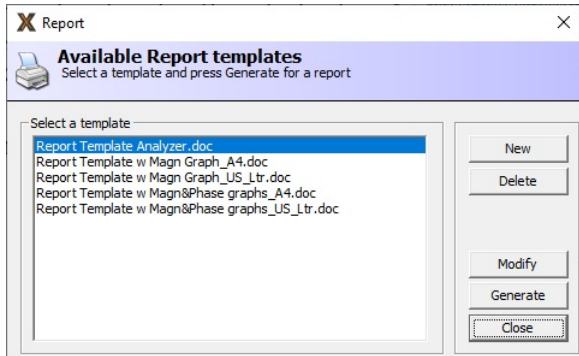 Report
Available Report templates
Select a template and press Generate for a report
Select a template
Report Template Analyzer.doc
Report Template w Magn Graph_A4.doc
Report Template w Magn Graph_US_Ltr.doc
Report Template w Magn&Phase graphs_A4.doc
Report Template w Magn&Phase graphs_US_Ltr.doc
New
Delete
Modify
Generate
Close